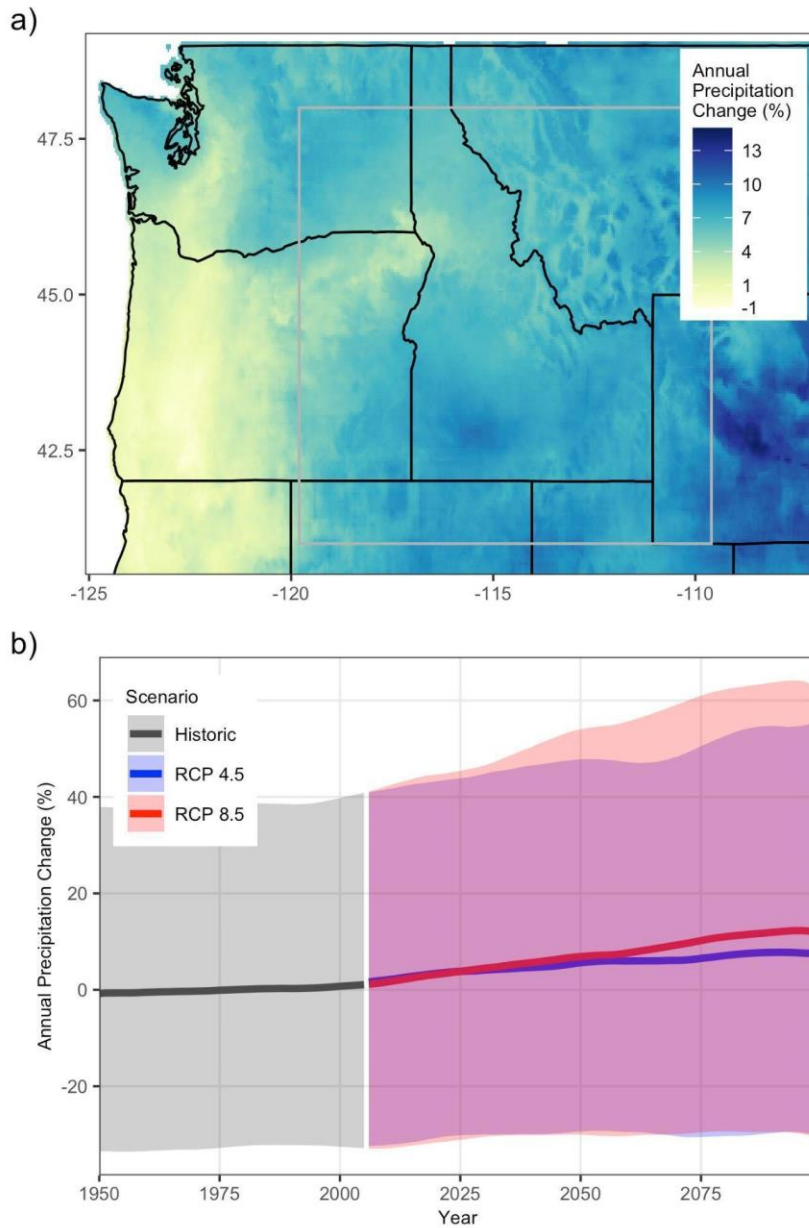 a)
47.5
45.0
42.5
-125
-120
-115
-110
Annual
Precipitation
Change (%)
13
10
7
4
1
-1
b)
Annual Precipitation Change (%)
60
40
20
0
-20
Scenario
Historic
RCP 4.5
RCP 8.5
1950
1975
2000
2025
2050
2075
Year